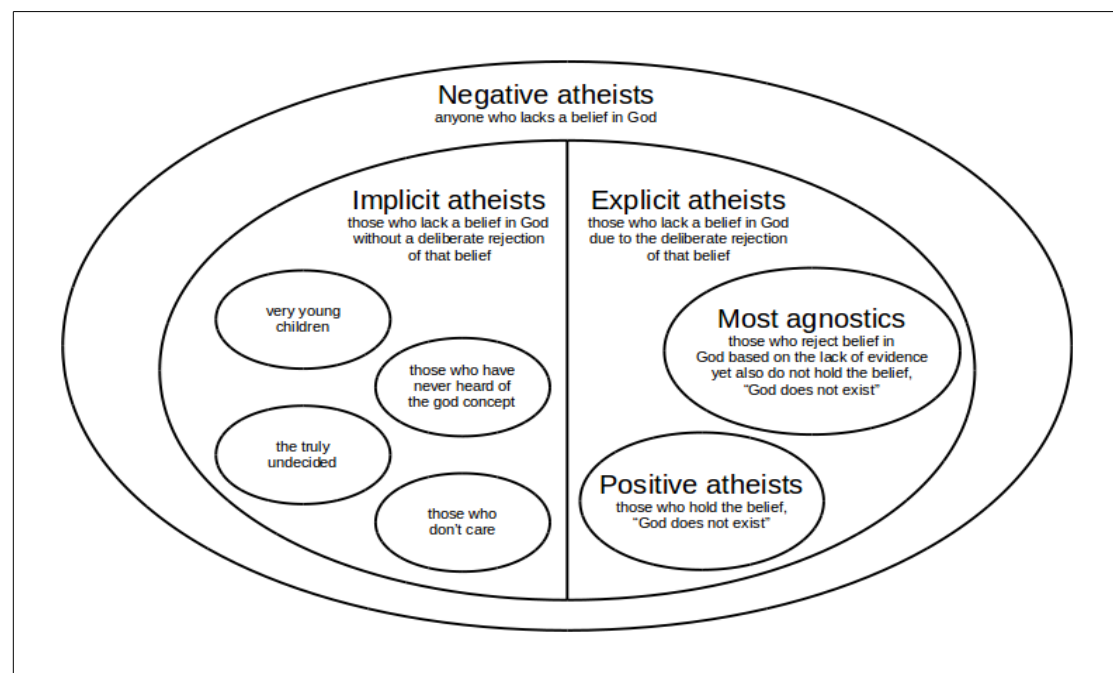 Negative atheists
anyone who lacks a belief in God
Implicit atheists
those who lack a belief in God
without a deliberate rejection
of that belief
very young
children
those who have
never heard of
the god concept
the truly
undecided
those who
don't care
Explicit atheists
those who lack a belief in God
due to the deliberate rejection
of that belief
Most agnostics
those who reject belief in
God based on the lack of evidence
yet also do not hold the belief,
“God does not exist”
Positive atheists
those who hold the belief,
“God does not exist”